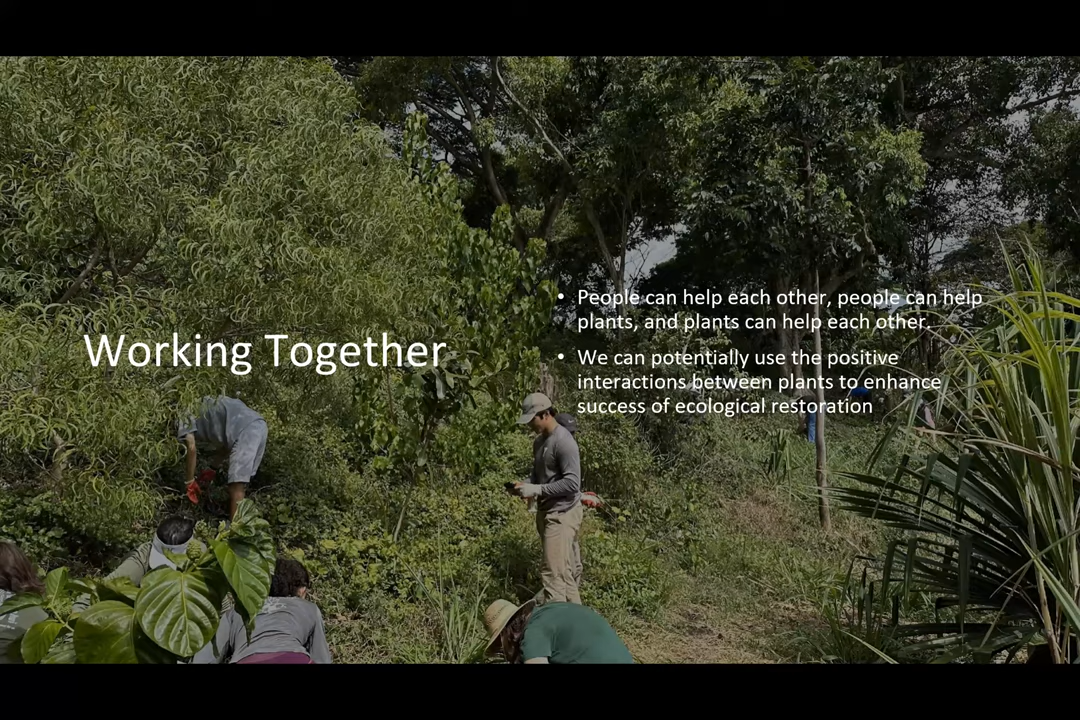 Working Together
• People can help each other, people can help
plants, and plants can help each other.
• We can potentially use the positive
interactions between plants to enhance
success of ecological restoration